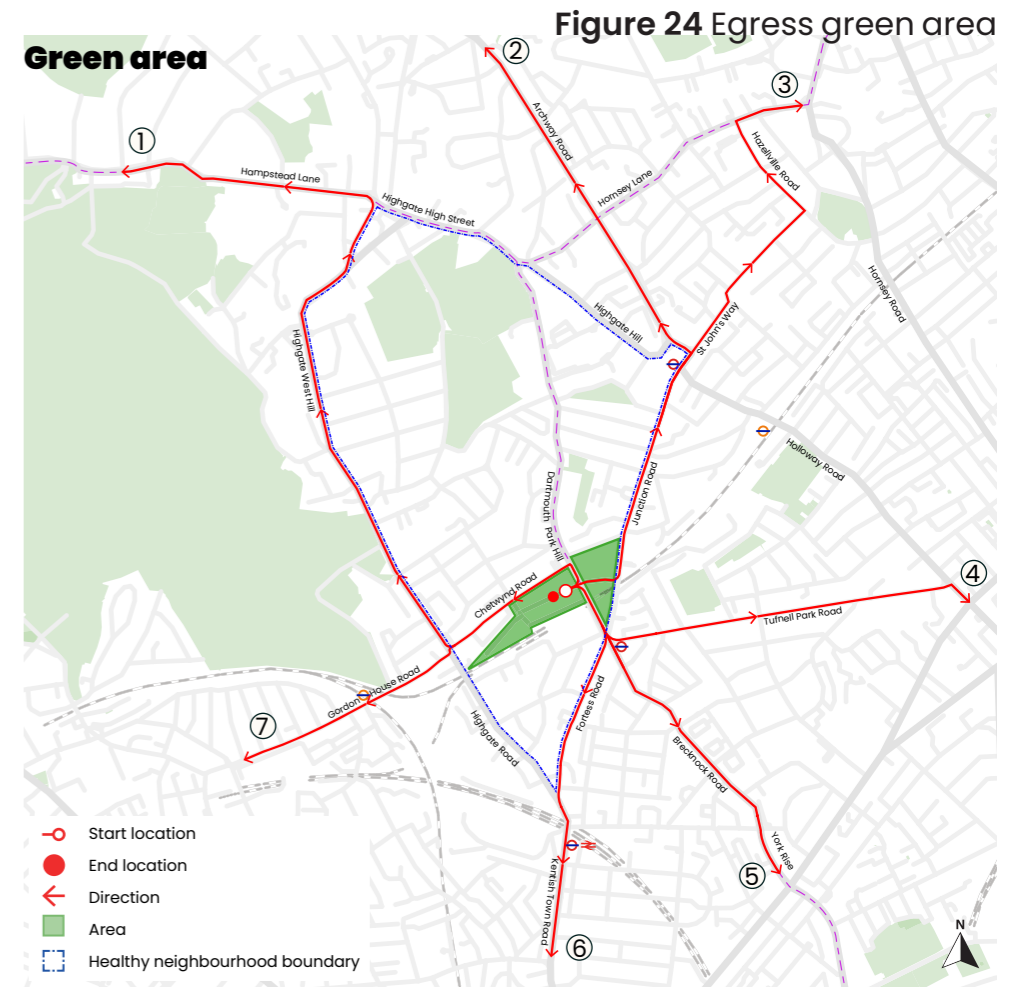 Figure 24 Egress green area
Green area
②
③
①
Archway Road
Hazellville Road
Hampstead Lane
Hornsey Lane
Highgate High Street
Hornsey Road
Highgate Hill
St John's Way
Highgate West Hill
Holloway Road
Junction Road
Dartmouth Park Hill
④
Chetwynd Road
Tufnell Park Road
Gordon House Road
Fortess Road
⑦
Highgate Road
Brecknock Road
York Rise
⑤
Kentish Town Road
⑥
Start location
End location
Direction
Area
Healthy neighbourhood boundary
N